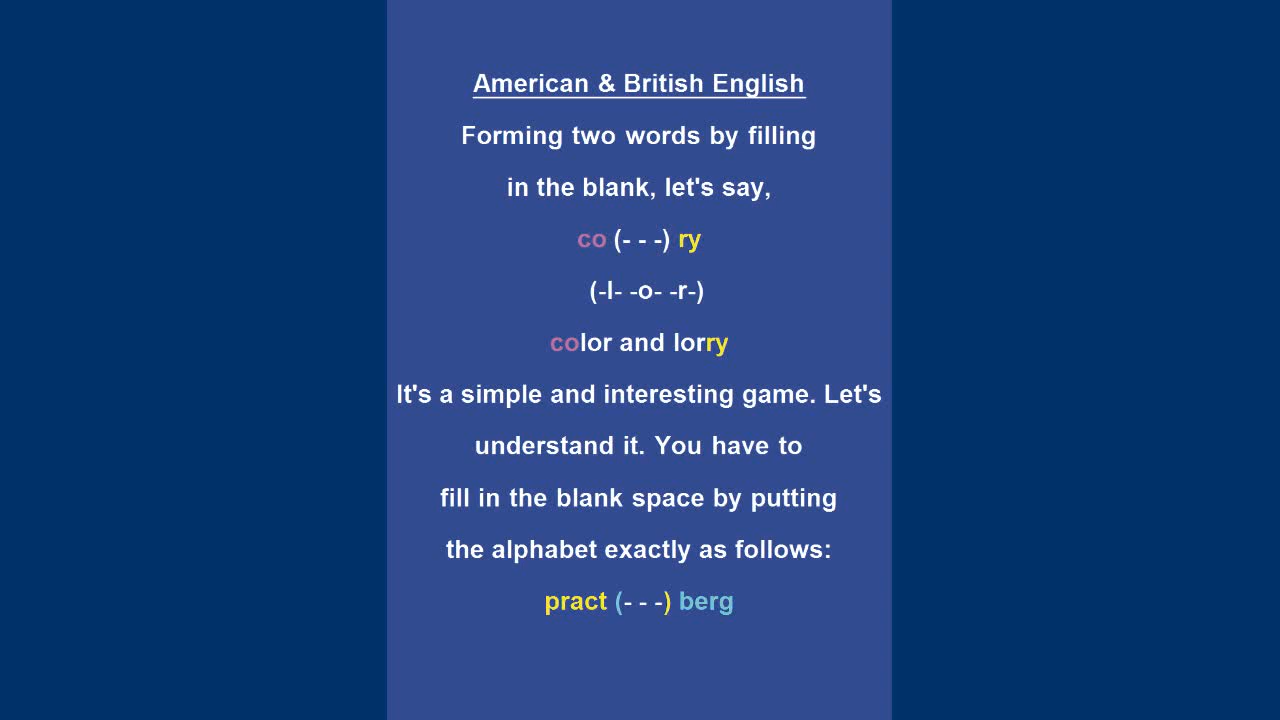 American & British English
Forming two words by filling
in the blank, let's say,
co (- - -) ry
(-l- -o- -r-)
color and lorry
It's a simple and interesting game. Let's
understand it. You have to
fill in the blank space by putting
the alphabet exactly as follows:
pract (- - -) berg